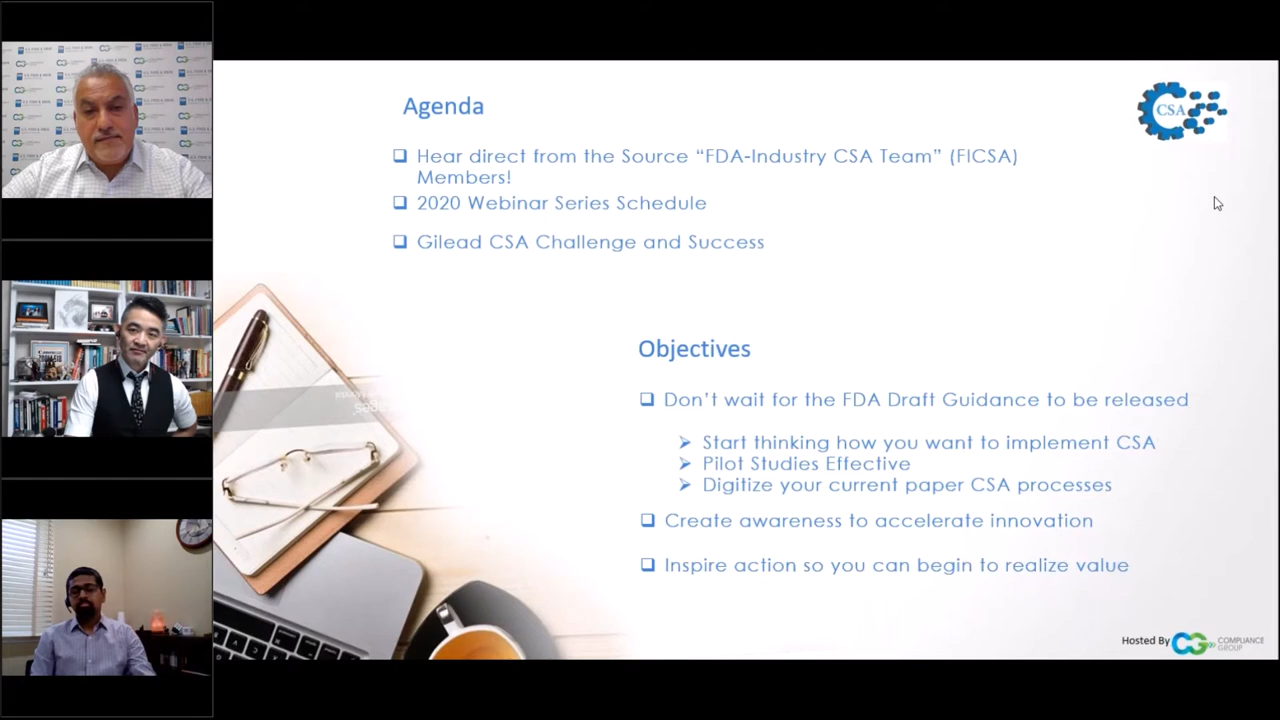 Agenda
CSA
❑ Hear direct from the Source “FDA-Industry CSA Team” (FICSA)
Members!
❑ 2020 Webinar Series Schedule
❑ Gilead CSA Challenge and Success
Objectives
❑ Don’t wait for the FDA Draft Guidance to be released
➢ Start thinking how you want to implement CSA
➢ Pilot Studies Effective
➢ Digitize your current paper CSA processes
❑ Create awareness to accelerate innovation
❑ Inspire action so you can begin to realize value
Hosted By CG COMPLIANCE
GROUP